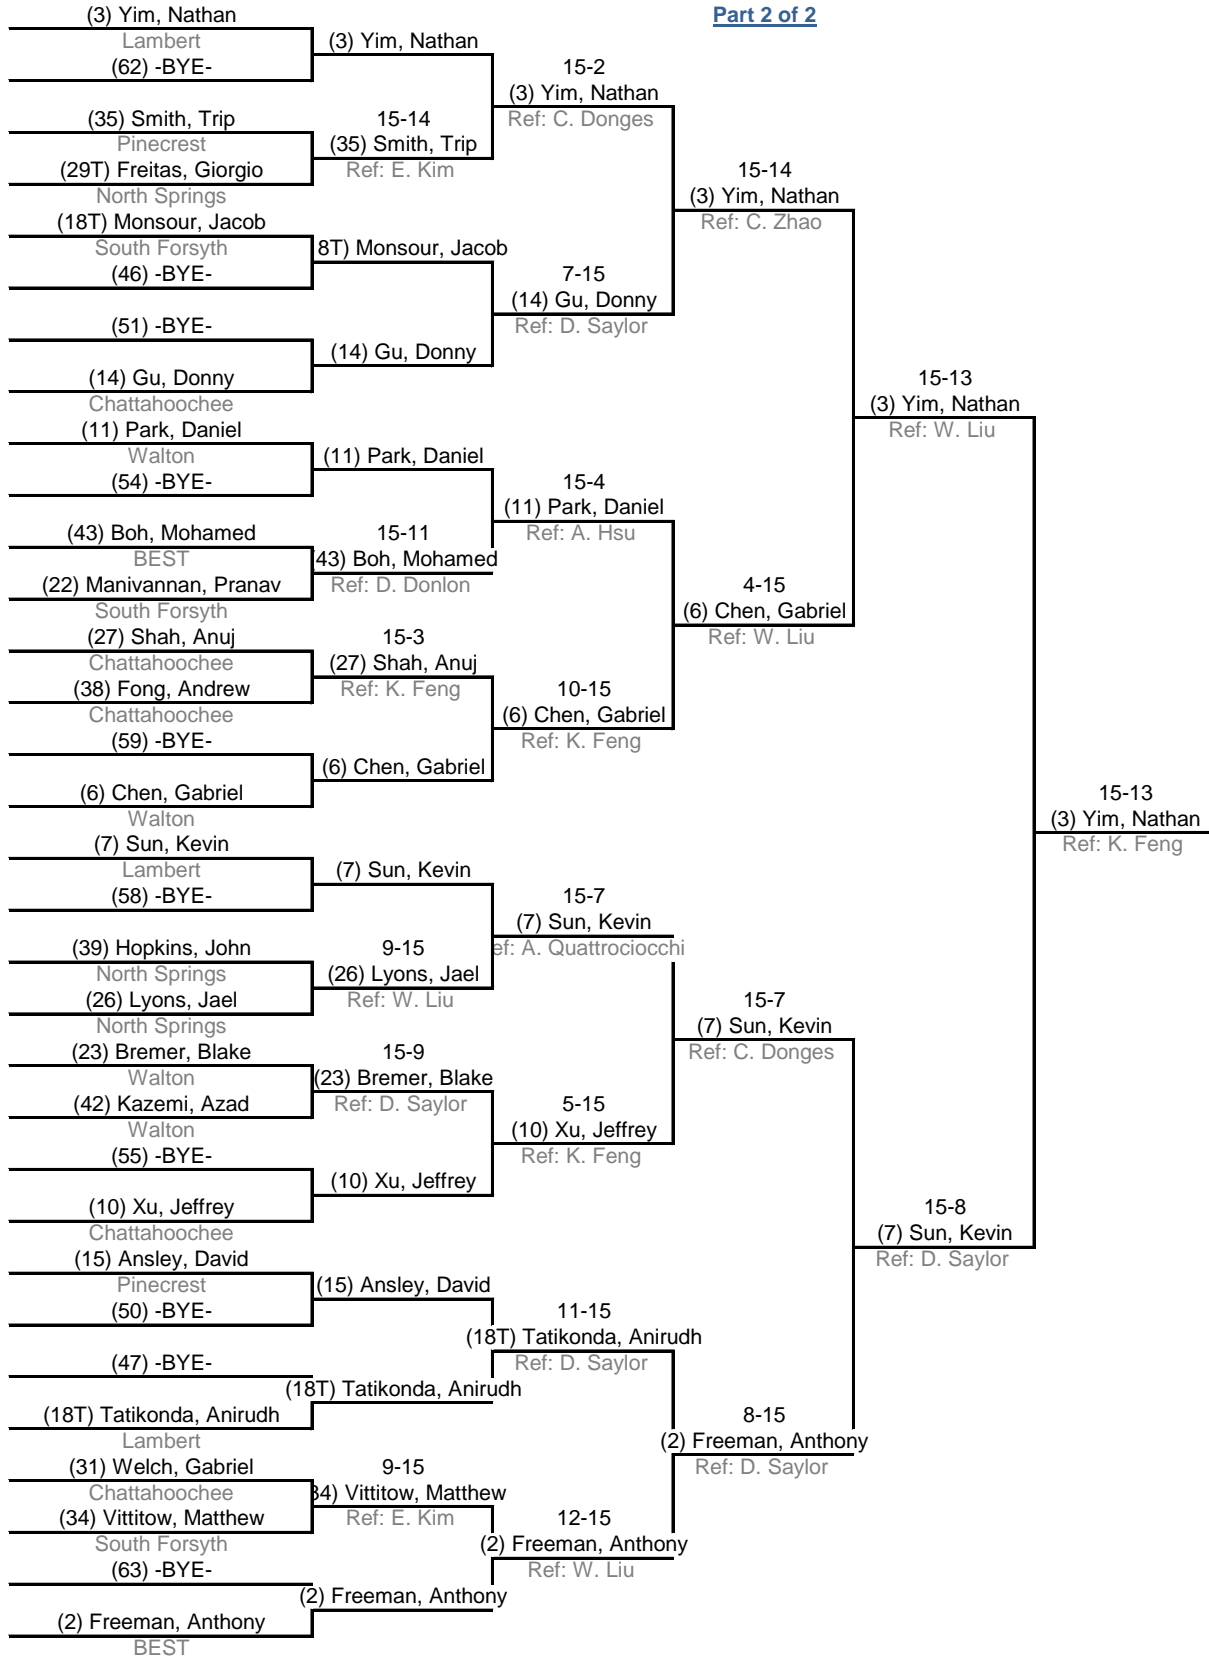 Part 2 of 2
(3) Yim, Nathan
Lambert
(62) -BYE-
(35) Smith, Trip
Pinecrest
(29T) Freitas, Giorgio
North Springs
(18T) Monsour, Jacob
South Forsyth
(46) -BYE-
(51) -BYE-
(14) Gu, Donny
Chattahoochee
(11) Park, Daniel
Walton
(54) -BYE-
(43) Boh, Mohamed
BEST
(22) Manivannan, Pranav
South Forsyth
(27) Shah, Anuj
Chattahoochee
(38) Fong, Andrew
Chattahoochee
(59) -BYE-
(6) Chen, Gabriel
Walton
(7) Sun, Kevin
Lambert
(58) -BYE-
(39) Hopkins, John
North Springs
(26) Lyons, Jael
North Springs
(23) Bremer, Blake
Walton
(42) Kazemi, Azad
Walton
(55) -BYE-
(10) Xu, Jeffrey
Chattahoochee
(15) Ansley, David
Pinecrest
(50) -BYE-
(47) -BYE-
(18T) Tatikonda, Anirudh
Lambert
(31) Welch, Gabriel
Chattahoochee
(34) Vittitow, Matthew
South Forsyth
(63) -BYE-
(2) Freeman, Anthony
BEST
(3) Yim, Nathan
15-14
(35) Smith, Trip
Ref: E. Kim
8T) Monsour, Jacob
(14) Gu, Donny
(11) Park, Daniel
15-11
43) Boh, Mohamed
Ref: D. Donlon
15-3
(27) Shah, Anuj
Ref: K. Feng
(6) Chen, Gabriel
(7) Sun, Kevin
9-15
(26) Lyons, Jael
Ref: W. Liu
15-9
(23) Bremer, Blake
Ref: D. Saylor
(10) Xu, Jeffrey
(15) Ansley, David
(18T) Tatikonda, Anirudh
9-15
34) Vittitow, Matthew
Ref: E. Kim
(2) Freeman, Anthony
15-2
(3) Yim, Nathan
Ref: C. Donges
7-15
(14) Gu, Donny
Ref: D. Saylor
15-4
(11) Park, Daniel
Ref: A. Hsu
10-15
(6) Chen, Gabriel
Ref: K. Feng
15-7
(7) Sun, Kevin
ef: A. Quattrociocchi
5-15
(10) Xu, Jeffrey
Ref: K. Feng
11-15
(18T) Tatikonda, Anirudh
Ref: D. Saylor
12-15
(2) Freeman, Anthony
Ref: W. Liu
15-14
(3) Yim, Nathan
Ref: C. Zhao
4-15
(6) Chen, Gabriel
Ref: W. Liu
15-7
(7) Sun, Kevin
Ref: C. Donges
8-15
(2) Freeman, Anthony
Ref: D. Saylor
15-13
(3) Yim, Nathan
Ref: W. Liu
15-8
(7) Sun, Kevin
Ref: D. Saylor
15-13
(3) Yim, Nathan
Ref: K. Feng